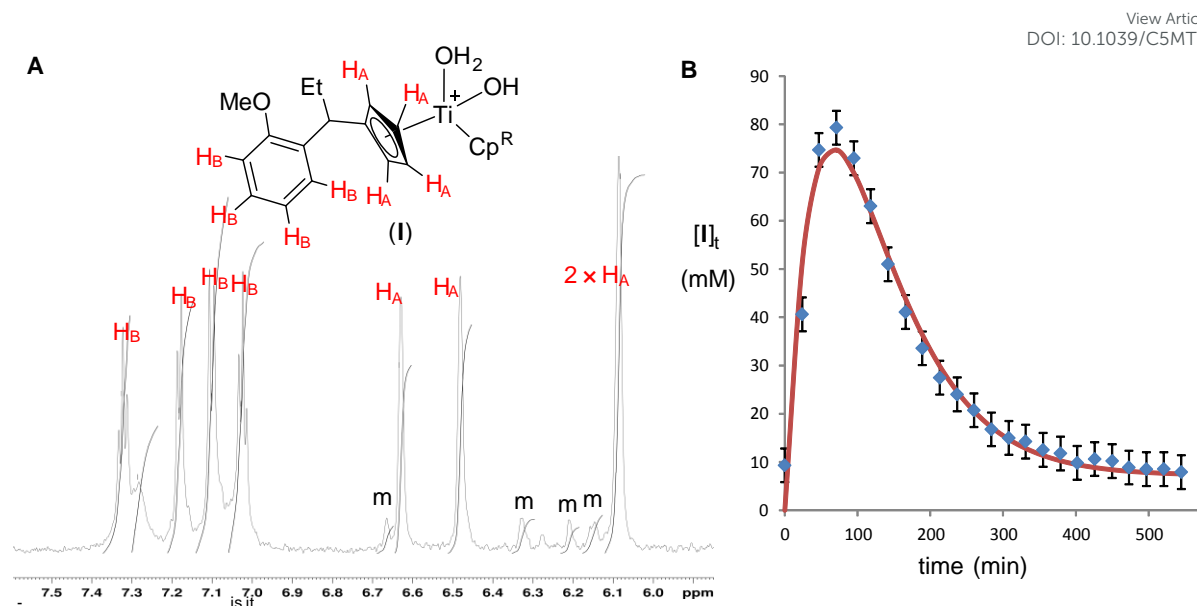 View Artic
DOI: 10.1039/C5MT
A
B
OH2
HA
Et
HA
OH
MeO
Ti+
CpR
HB
HB
HA
HA
HB
HB
(I)
HB
HB
HB
HB
HA
HA
2 × HA
m
m
m
m
7.5 7.4 7.3 7.2 7.1 7.0 6.9 6.8 6.7 6.6 6.5 6.4 6.3 6.2 6.1 6.0 ppm
is it
[I]t
(mM)
90
80
70
60
50
40
30
20
10
0
0 100 200 300 400 500
time (min)